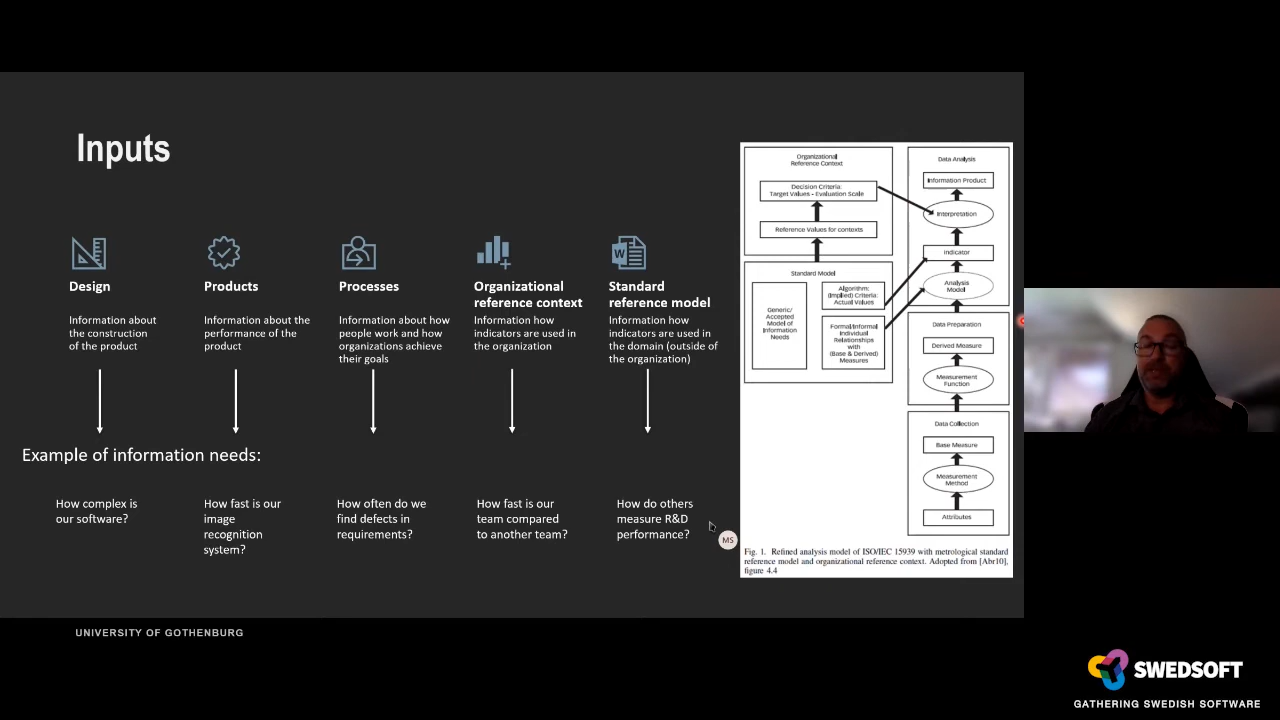 Inputs
Design
Information about
the construction
of the product
Products
Information about the
performance of the
product
Processes
Information about how
people work and how
organizations achieve
their goals
Organizational
reference context
Information how
indicators are used in
the organization
Standard
reference model
Information how
indicators are used in
the domain (outside of
the organization)
Example of information
How complex is
our software?
How fast is our
image
recognition
system?
How often do we
find defects in
requirements?
How fast is our
team compared
to another team?
How do others
measure R&D
performance?
MS
Organizational
Reference Context
Decision Criteria:
Target Values - Evaluation Scale
Reference Values for contexts
Standard Model
Generic/
Accepted
Model of
Information
Needs
Algorithm:
(Implied) Criteria:
Actual Values
Formal/Informal
Individual
Relationships
with
(Base & Derived)
Measures
Data Analysis
Information Product
Interpretation
Indicator
Analysis
Model
Data Preparation
Derived Measure
Measurement
Function
Data Collection
Base Measure
Measurement
Method
Attributes
Fig. 1. Refined analysis model of ISO/IEC 15939 with metrological standard
reference model and organizational reference context. Adopted from [Abr10],
figure 4.4
UNIVERSITY OF GOTHENBURG
SWEDSOFT
GATHERING SWEDISH SOFTWARE